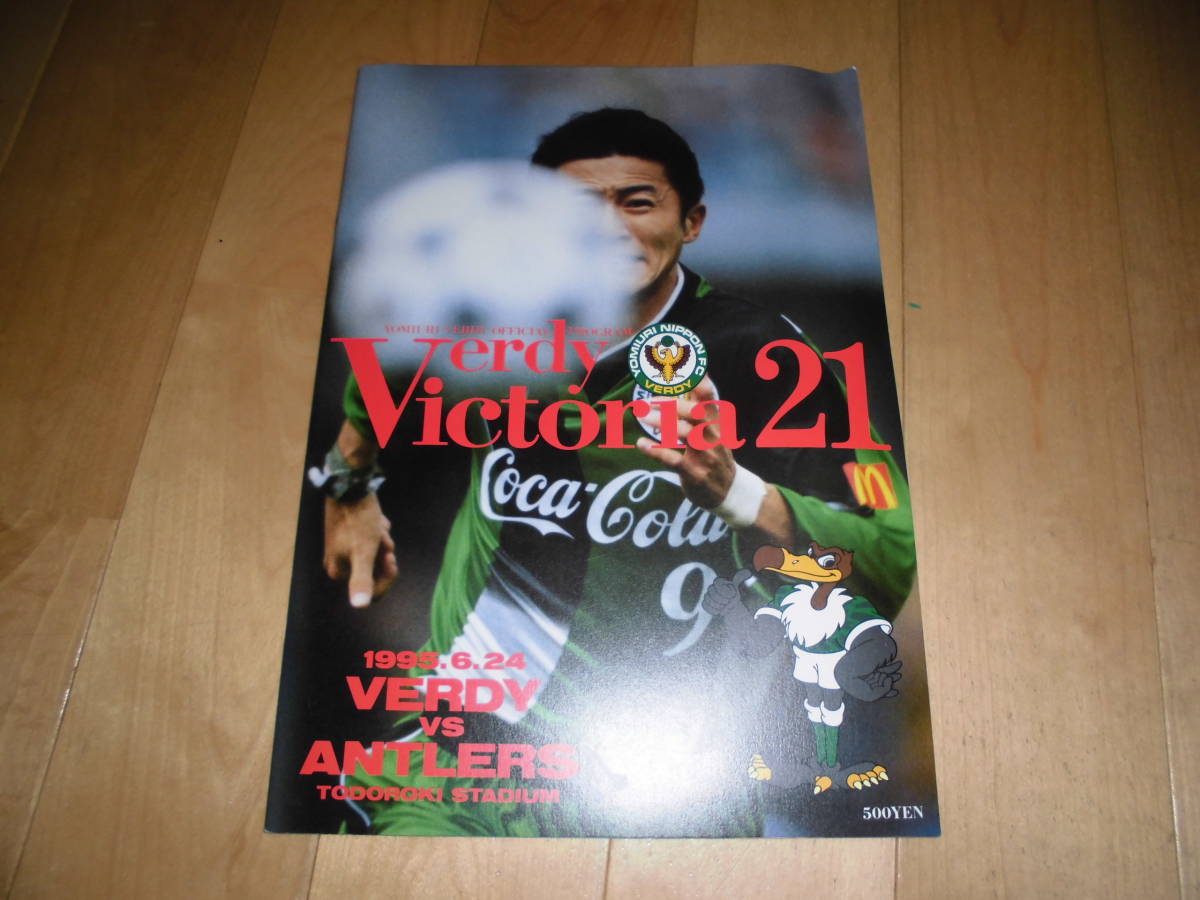 YOMIURI VERDY OFFICIAL PROGRAM
Verdy
Victoria 21
YOMIURI NIPPON FC
VERDY
Coca-Cola
9
1995.6.24
VERDY
VS
ANTLERS
TODOROKI STADIUM
500YEN